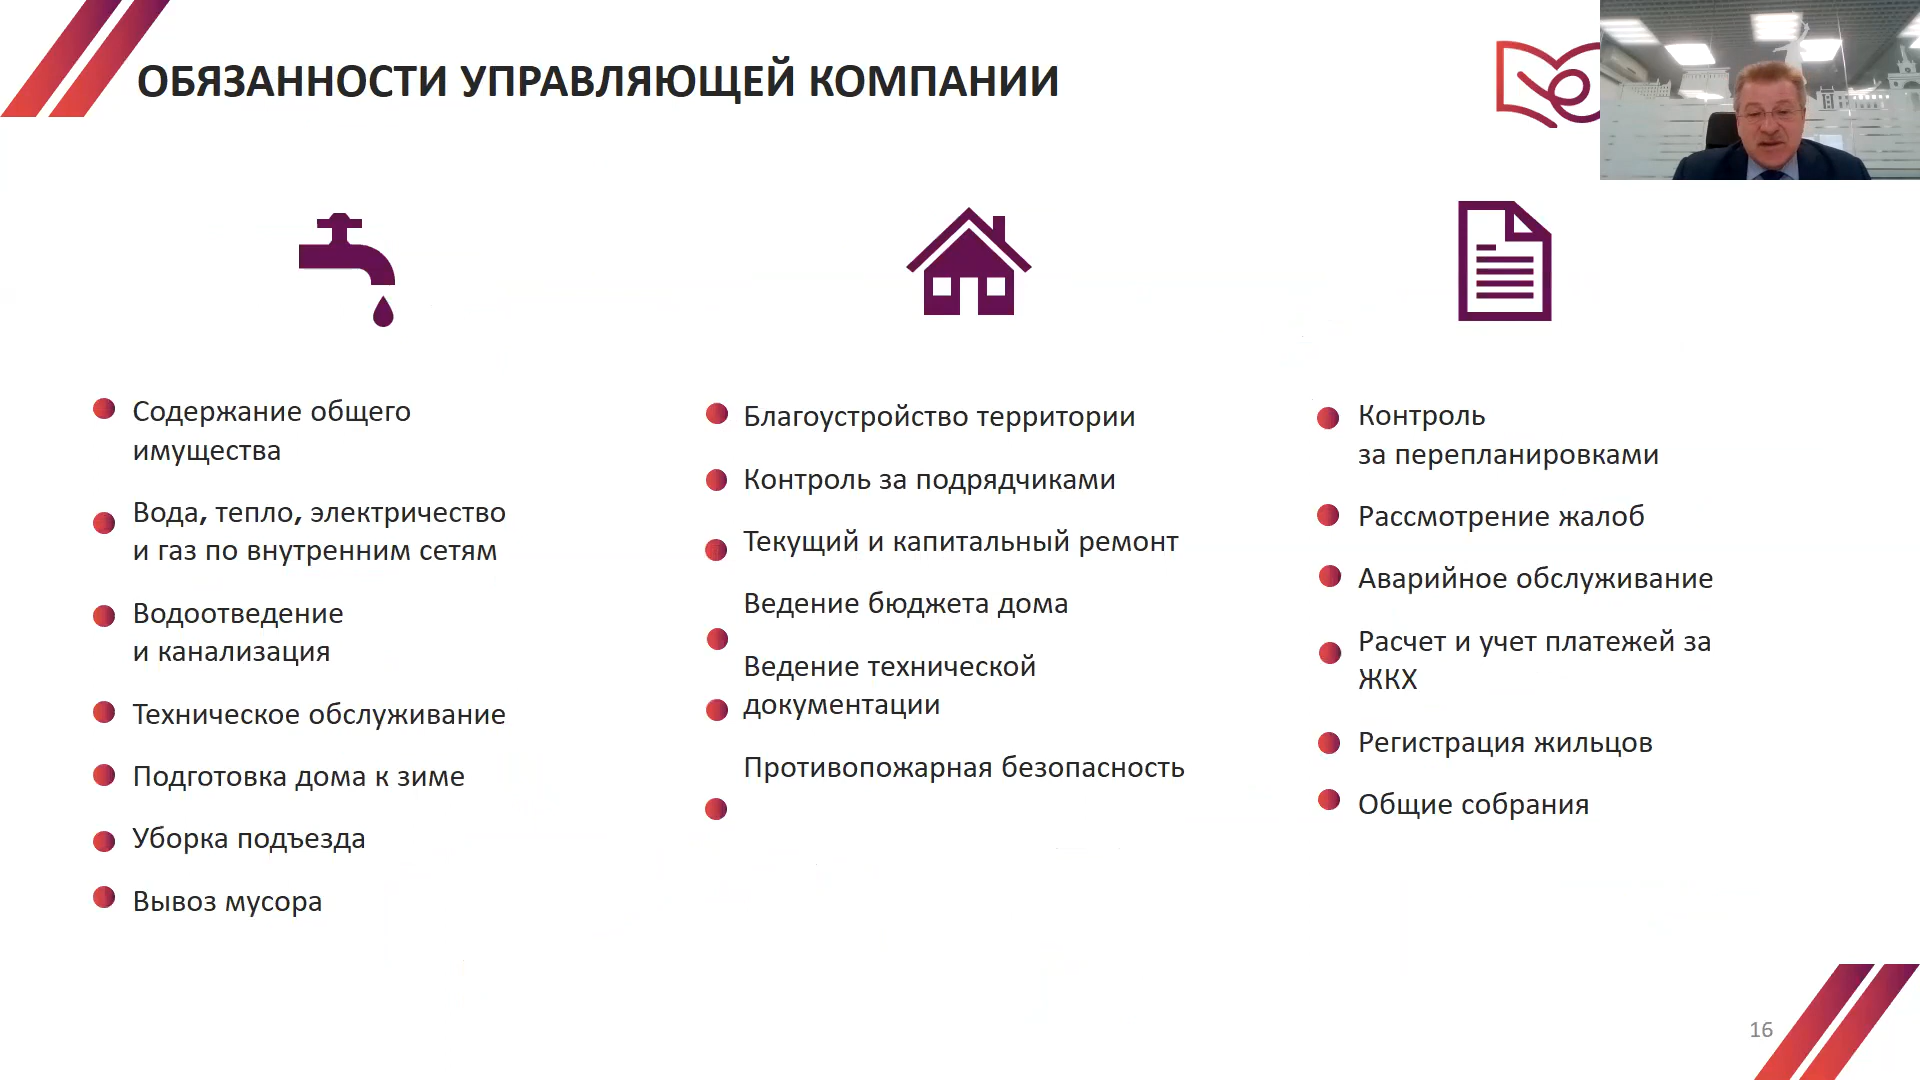 ОБЯЗАННОСТИ УПРАВЛЯЮЩЕЙ КОМПАНИИ
Содержание общего
имущества
Вода, тепло, электричество
и газ по внутренним сетям
Водоотведение
и канализация
Техническое обслуживание
Подготовка дома к зиме
Уборка подъезда
Вывоз мусора
Благоустройство территории
Контроль за подрядчиками
Текущий и капитальный ремонт
Ведение бюджета дома
Ведение технической
документации
Противопожарная безопасность
Контроль
за перепланировками
Рассмотрение жалоб
Аварийное обслуживание
Расчет и учет платежей за
ЖКХ
Регистрация жильцов
Общие собрания
16